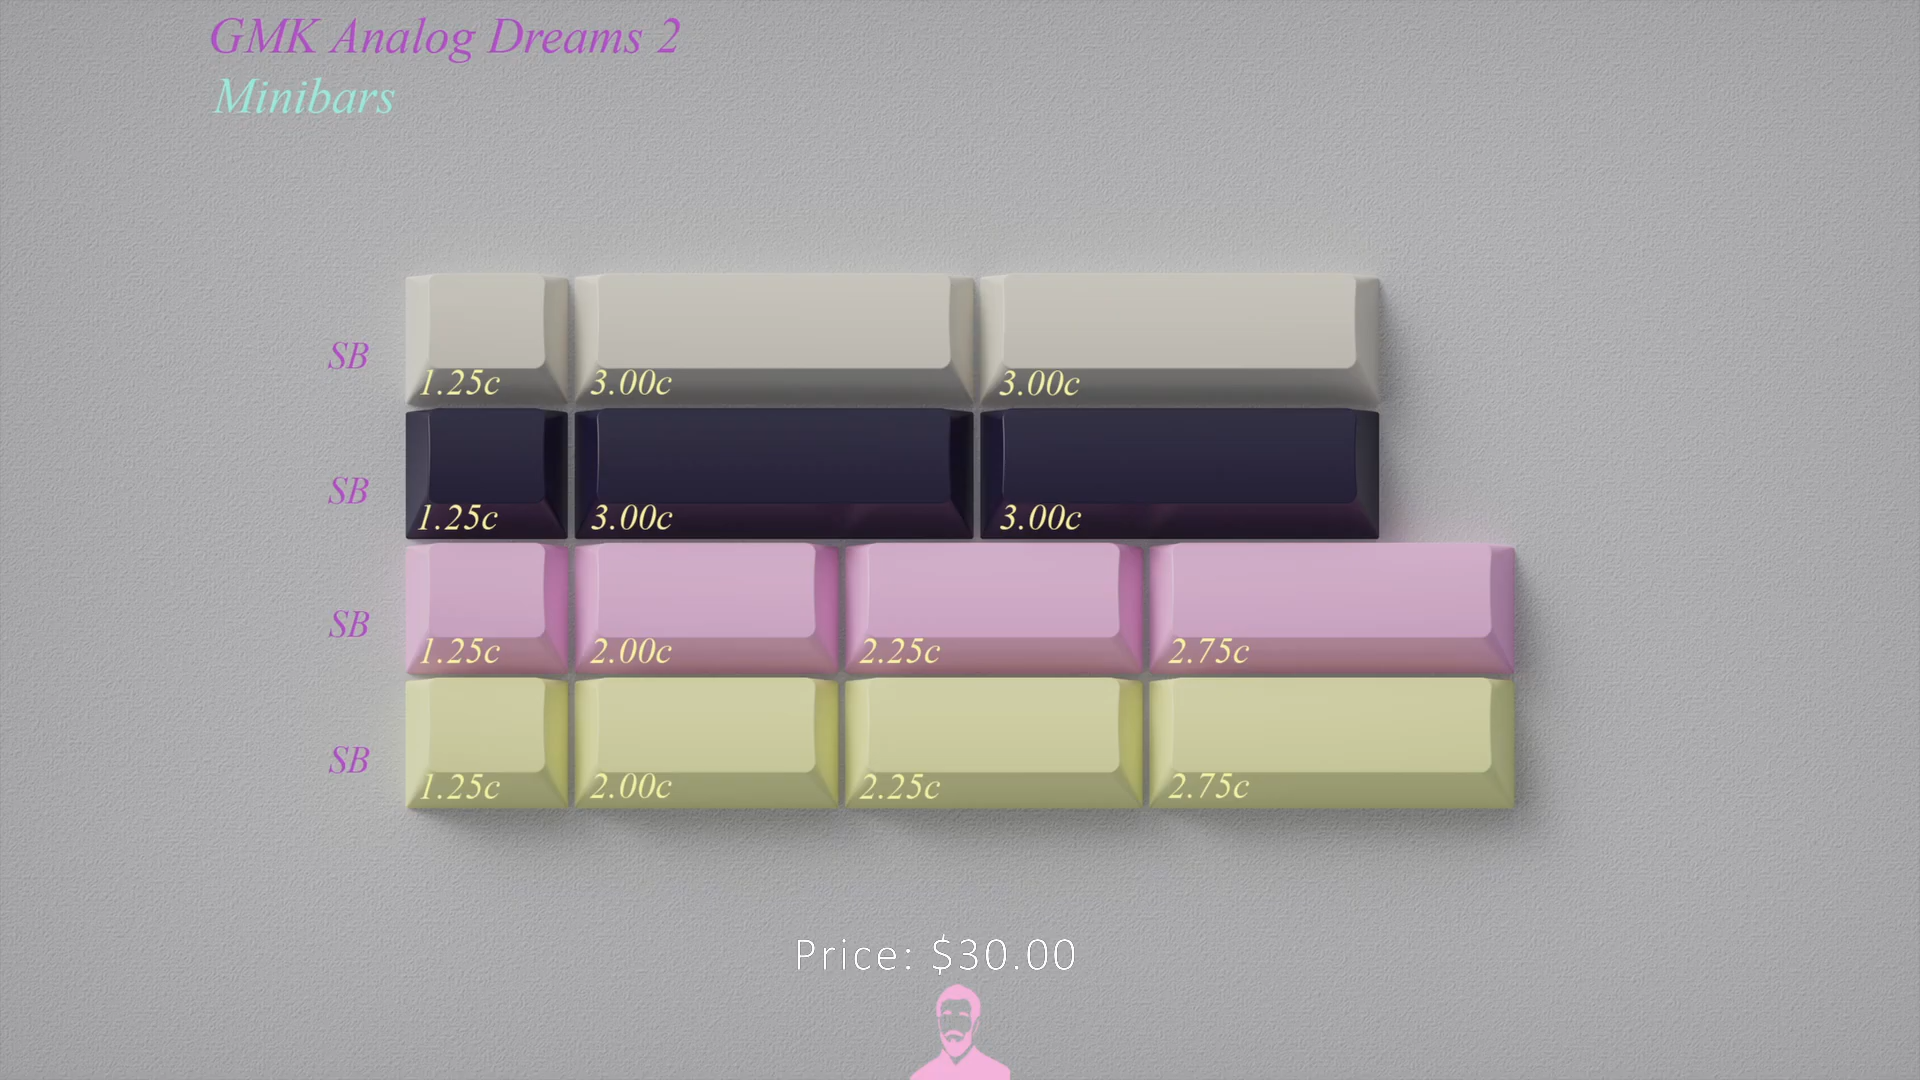 GMK Analog Dreams 2
Minibars
SB 1.25c 3.00c 3.00c
SB 1.25c 3.00c 3.00c
SB 1.25c 2.00c 2.25c 2.75c
SB 1.25c 2.00c 2.25c 2.75c
Price: $30.00